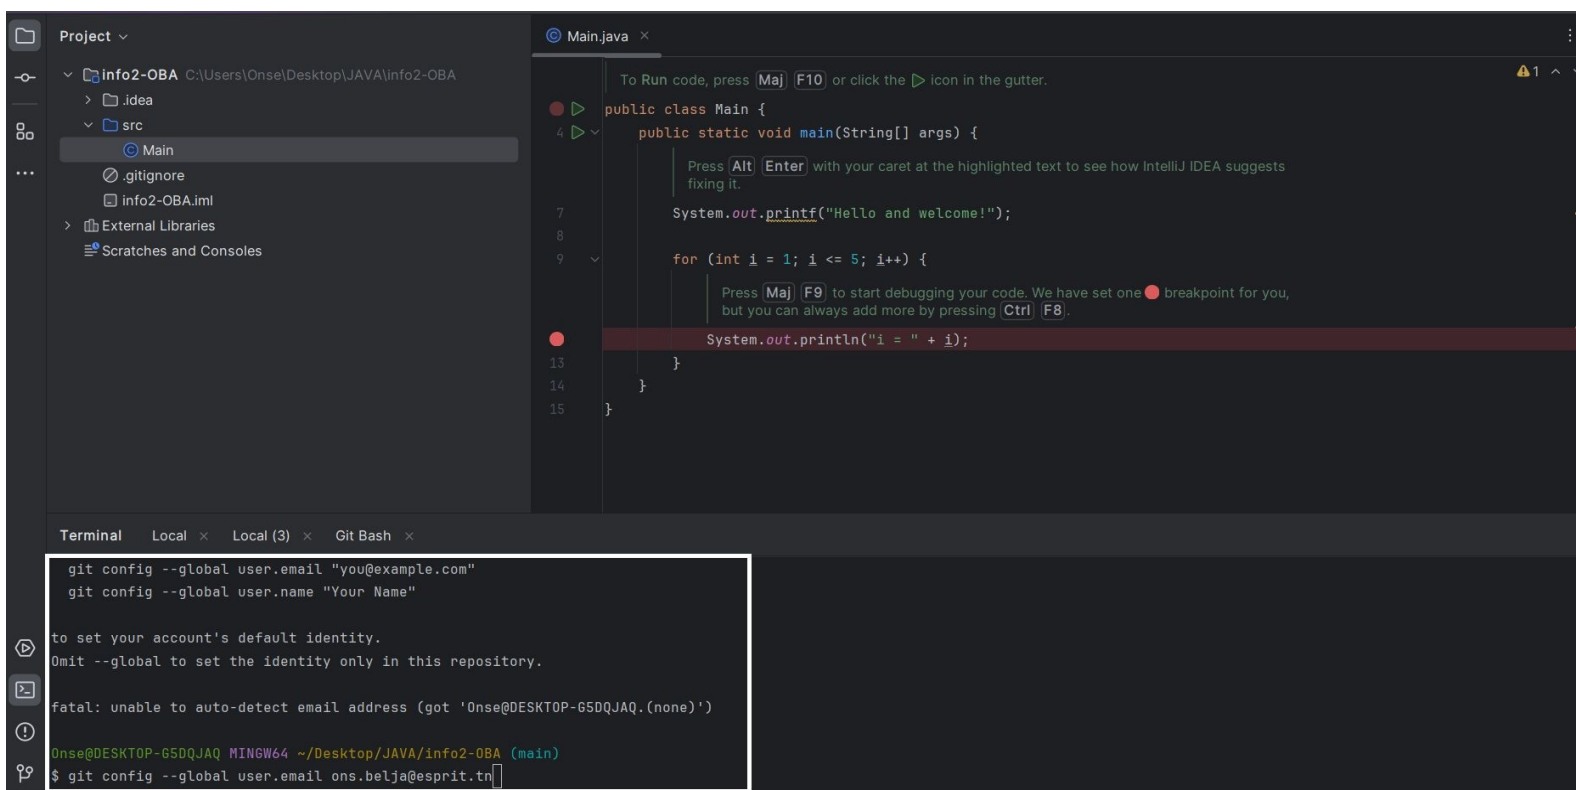 Project
Main.java
info2-OBA C:\Users\Onse\Desktop\JAVA\info2-OBA
.idea
src
Main
.gitignore
info2-OBA.iml
External Libraries
Scratches and Consoles
To Run code, press Maj F10 or click the icon in the gutter.
1
public class Main {
4 public static void main(String[] args) {
Press Alt Enter with your caret at the highlighted text to see how IntelliJ IDEA suggests
fixing it.
7 System.out.printf("Hello and welcome!");
8
9 for (int i = 1; i <= 5; i++) {
Press Maj F9 to start debugging your code. We have set one breakpoint for you,
but you can always add more by pressing Ctrl F8.
System.out.println("i = " + i);
13 }
14 }
15 }
Terminal Local Local (3) Git Bash
git config --global user.email "you@example.com"
git config --global user.name "Your Name"
to set your account's default identity.
Omit --global to set the identity only in this repository.
fatal: unable to auto-detect email address (got 'Onse@DESKTOP-G5DQJAQ.(none)')
Onse@DESKTOP-G5DQJAQ MINGW64 ~/Desktop/JAVA/info2-OBA (main)
$ git config --global user.email ons.belja@esprit.tn